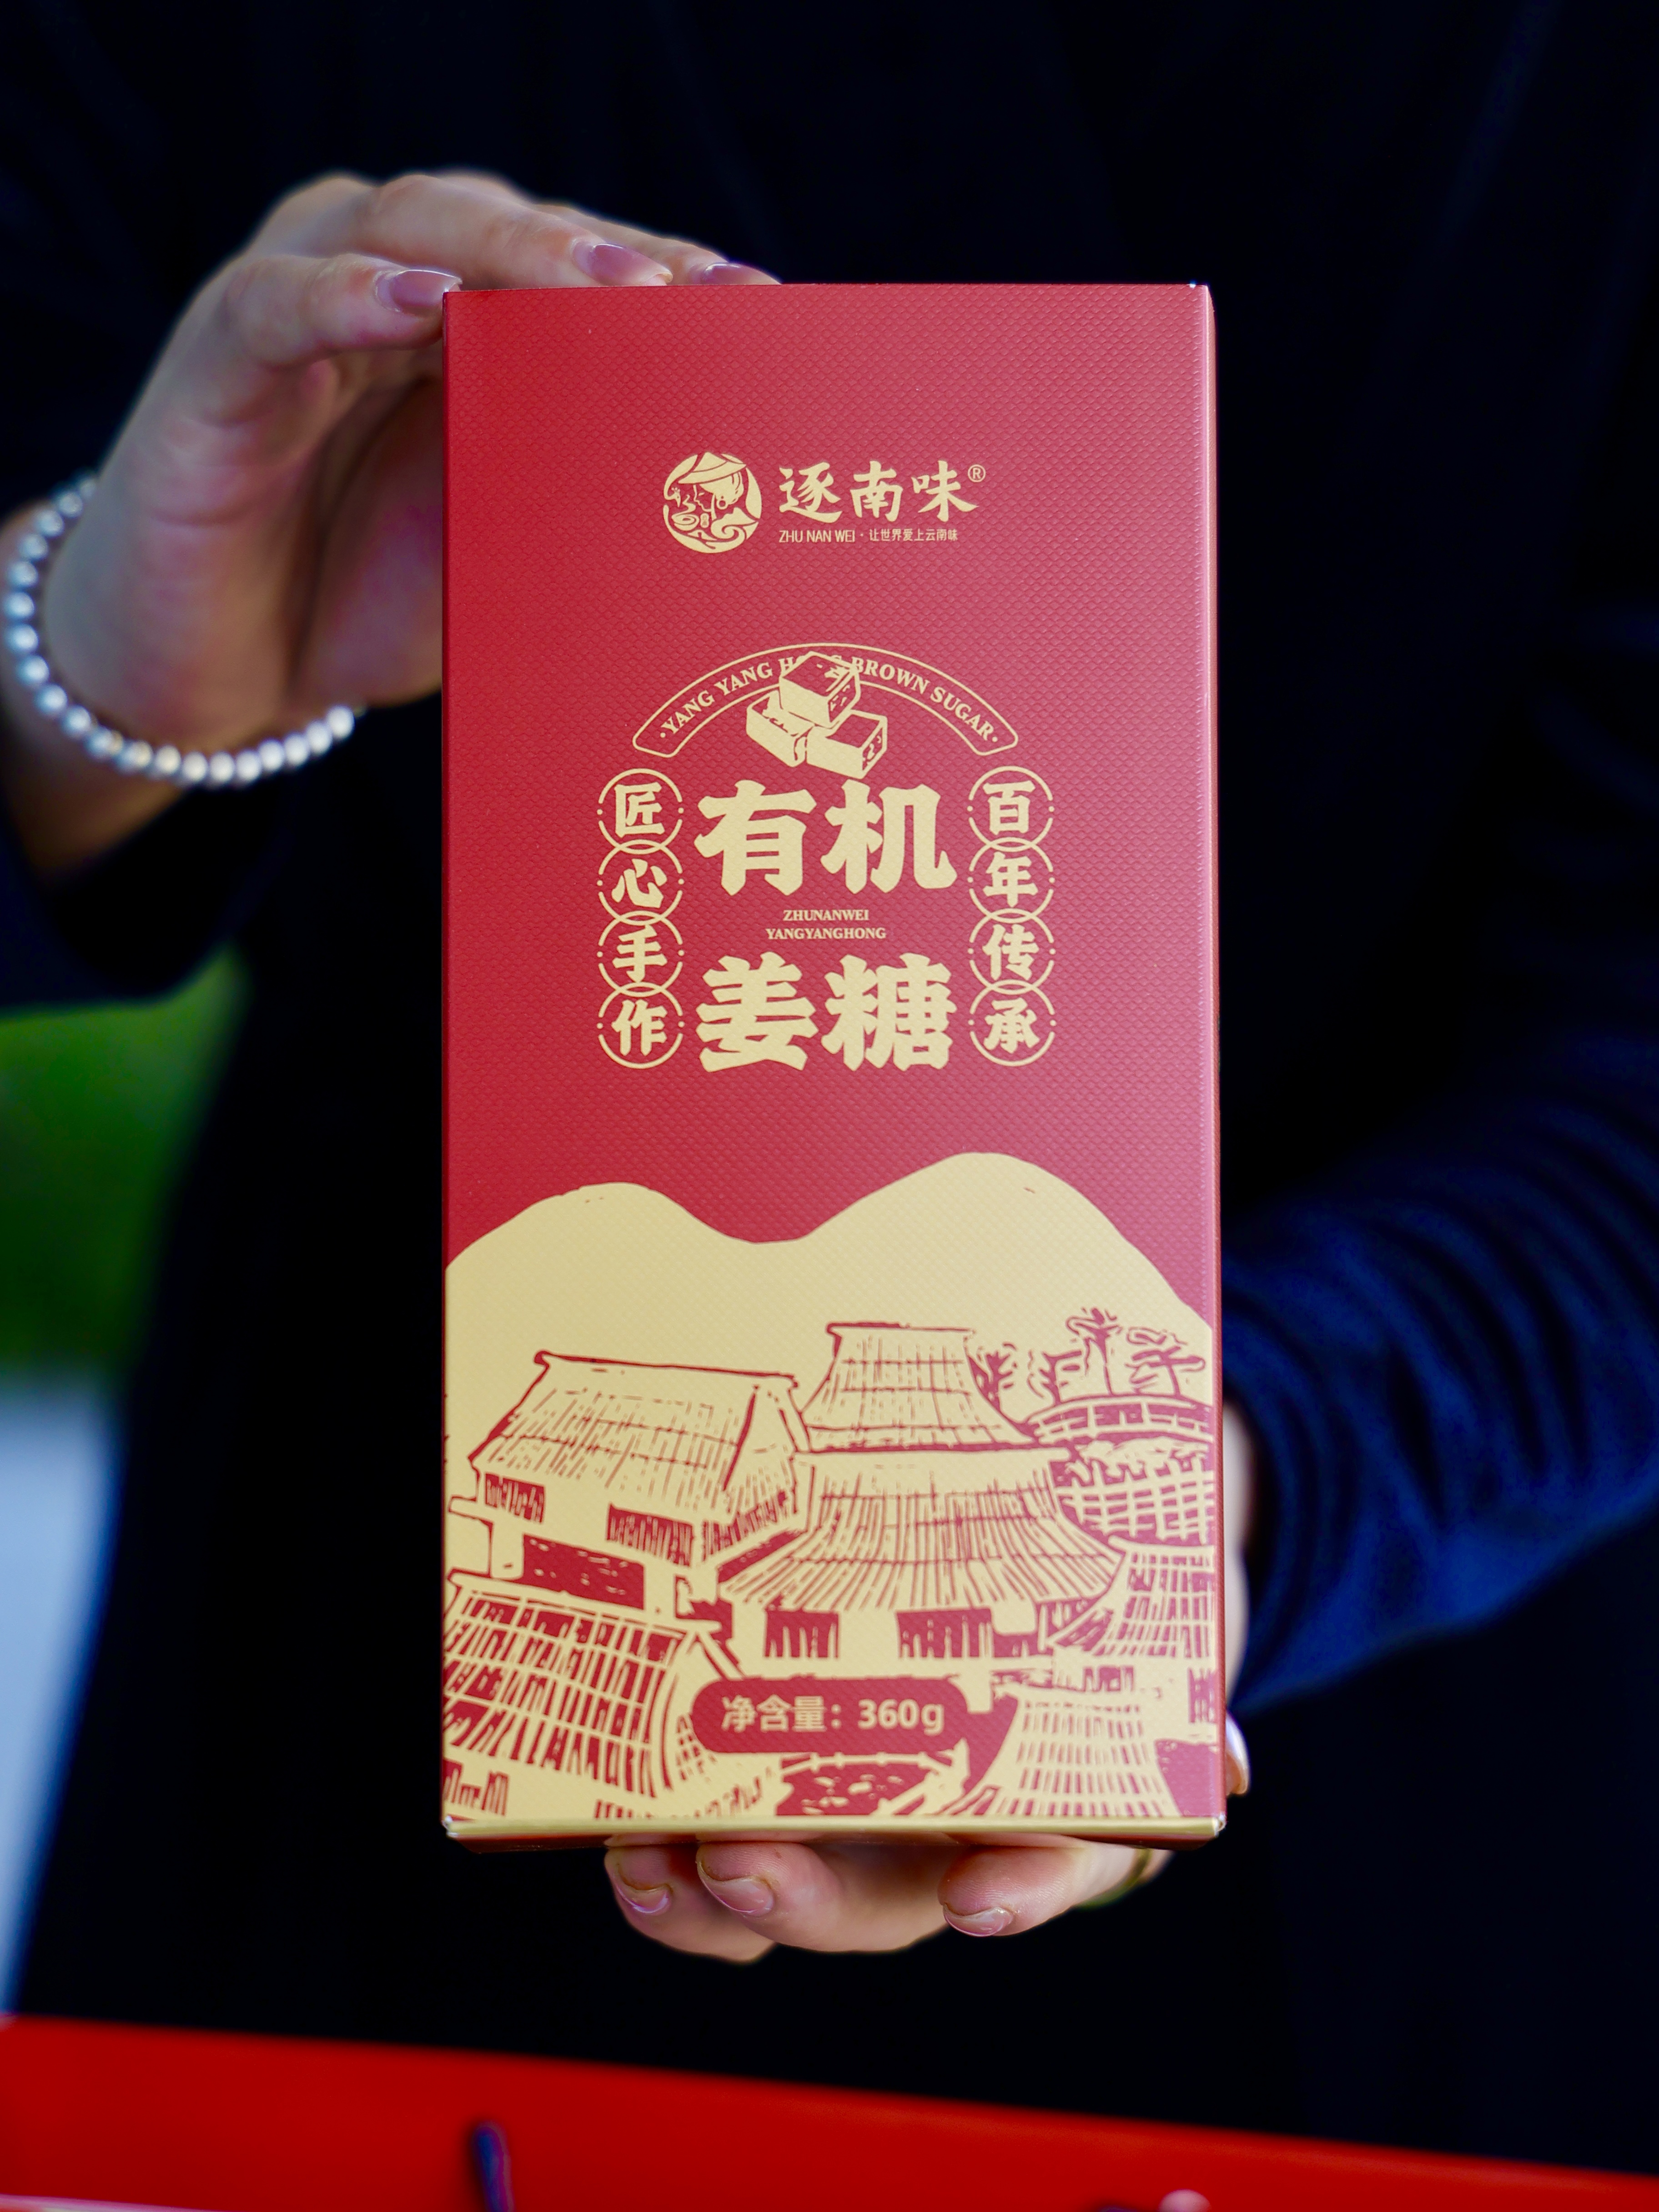 逐南味®
ZHU NAN WEI · 让世界爱上云南味
·YANG YANG BROWN SUGAR·
匠心手作
有机
百年传承
ZHUNANWEI
YANGYANGHONG
姜糖
净含量：360g